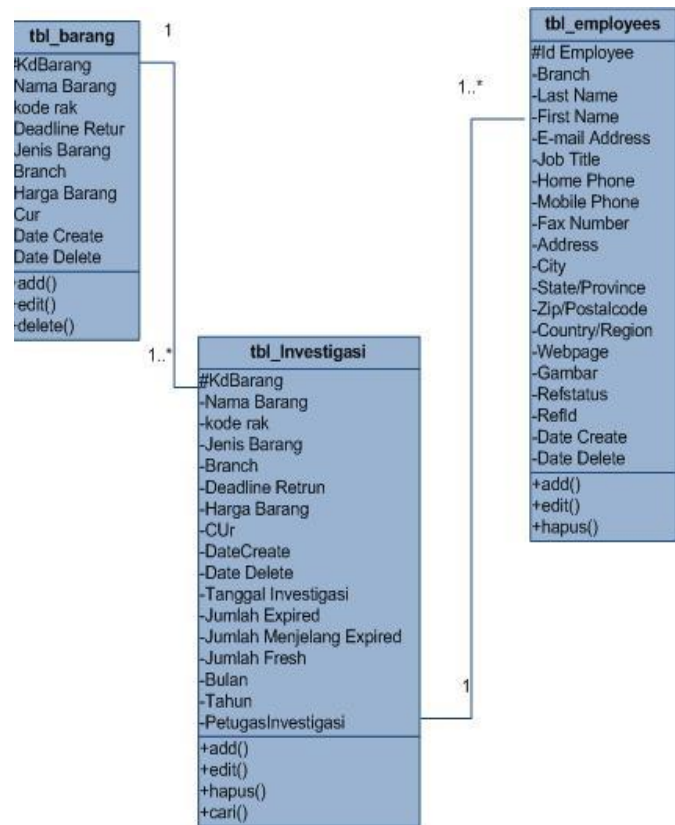 tbl_barang
#KdBarang
Nama Barang
kode rak
Deadline Retur
Jenis Barang
Branch
Harga Barang
Cur
Date Create
Date Delete
add()
edit()
delete()
1
1..*
tbl_Investigasi
#KdBarang
-Nama Barang
-kode rak
-Jenis Barang
-Branch
-Deadline Retrun
-Harga Barang
-CUr
-DateCreate
-Date Delete
-Tanggal Investigasi
-Jumlah Expired
-Jumlah Menjelang Expired
-Jumlah Fresh
-Bulan
-Tahun
-PetugasInvestigasi
+add()
+edit()
+hapus()
+cari()
1
1..*
tbl_employees
#Id Employee
-Branch
-Last Name
-First Name
-E-mail Address
-Job Title
-Home Phone
-Mobile Phone
-Fax Number
-Address
-City
-State/Province
-Zip/Postalcode
-Country/Region
-Webpage
-Gambar
-Refstatus
-RefId
-Date Create
-Date Delete
+add()
+edit()
+hapus()